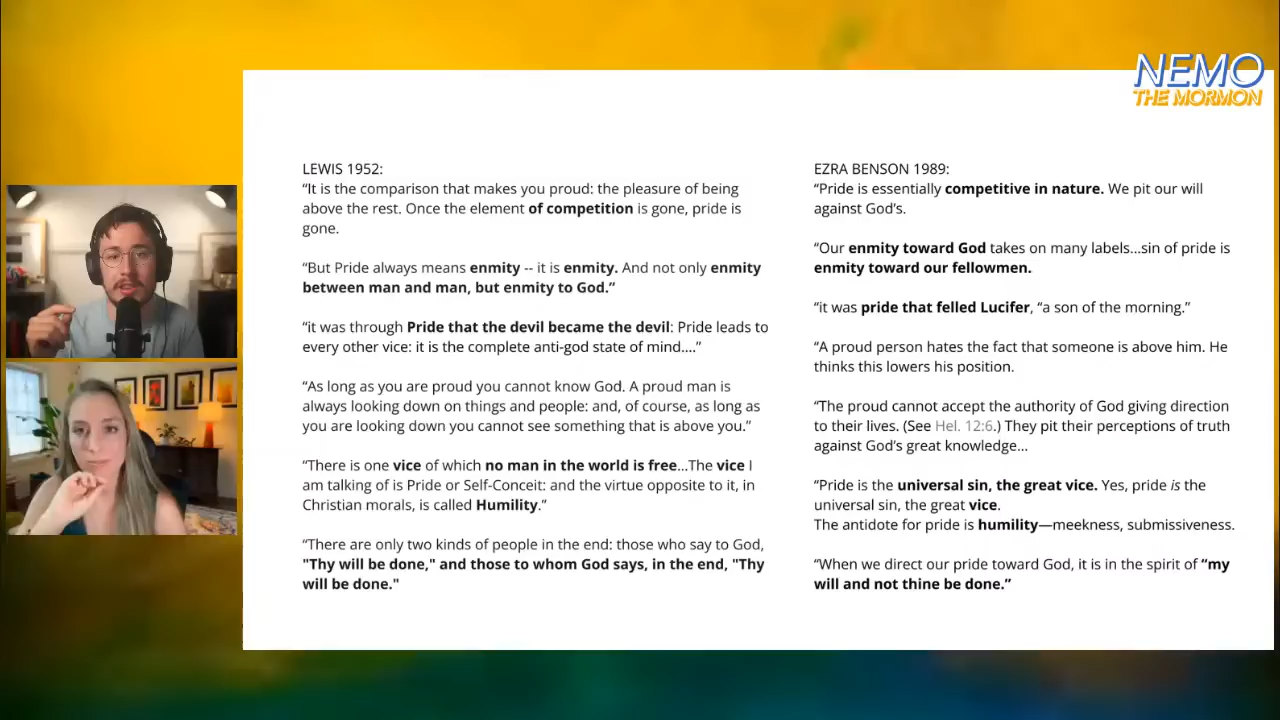 NEMO
THE MORMON
LEWIS 1952:
“It is the comparison that makes you proud: the pleasure of being
above the rest. Once the element of competition is gone, pride is
gone.
“But Pride always means enmity -- it is enmity. And not only enmity
between man and man, but enmity to God.”
“it was through Pride that the devil became the devil: Pride leads to
every other vice: it is the complete anti-god state of mind....”
“As long as you are proud you cannot know God. A proud man is
always looking down on things and people: and, of course, as long as
you are looking down you cannot see something that is above you.”
“There is one vice of which no man in the world is free...The vice I
am talking of is Pride or Self-Conceit: and the virtue opposite to it, in
Christian morals, is called Humility.”
“There are only two kinds of people in the end: those who say to God,
"Thy will be done," and those to whom God says, in the end, "Thy
will be done."
EZRA BENSON 1989:
“Pride is essentially competitive in nature. We pit our will
against God’s.
“Our enmity toward God takes on many labels...sin of pride is
enmity toward our fellowmen.
“it was pride that felled Lucifer, “a son of the morning.”
“A proud person hates the fact that someone is above him. He
thinks this lowers his position.
“The proud cannot accept the authority of God giving direction
to their lives. (See Hel. 12:6.) They pit their perceptions of truth
against God’s great knowledge...
“Pride is the universal sin, the great vice. Yes, pride is the
universal sin, the great vice.
The antidote for pride is humility—meekness, submissiveness.
“When we direct our pride toward God, it is in the spirit of “my
will and not thine be done.”